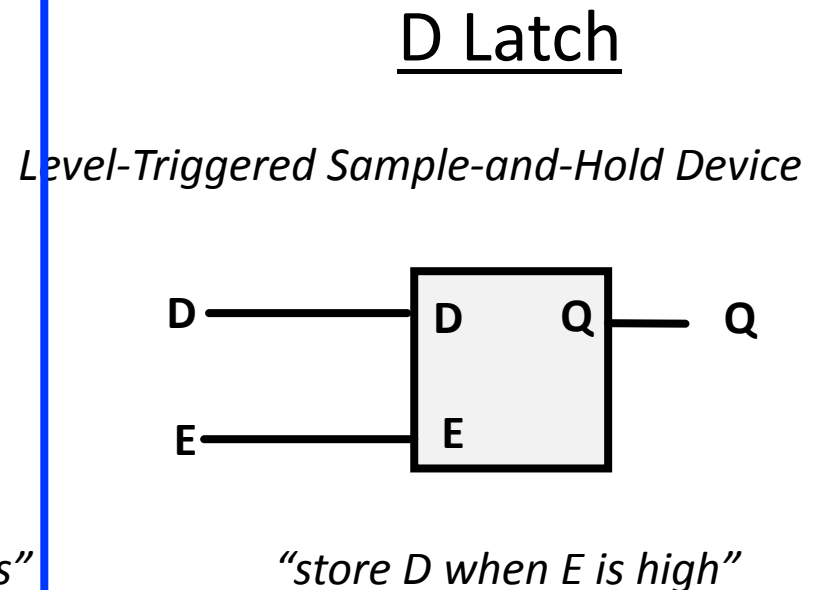 D Latch
Level-Triggered Sample-and-Hold Device
D D Q Q
E E
s” “store D when E is high”